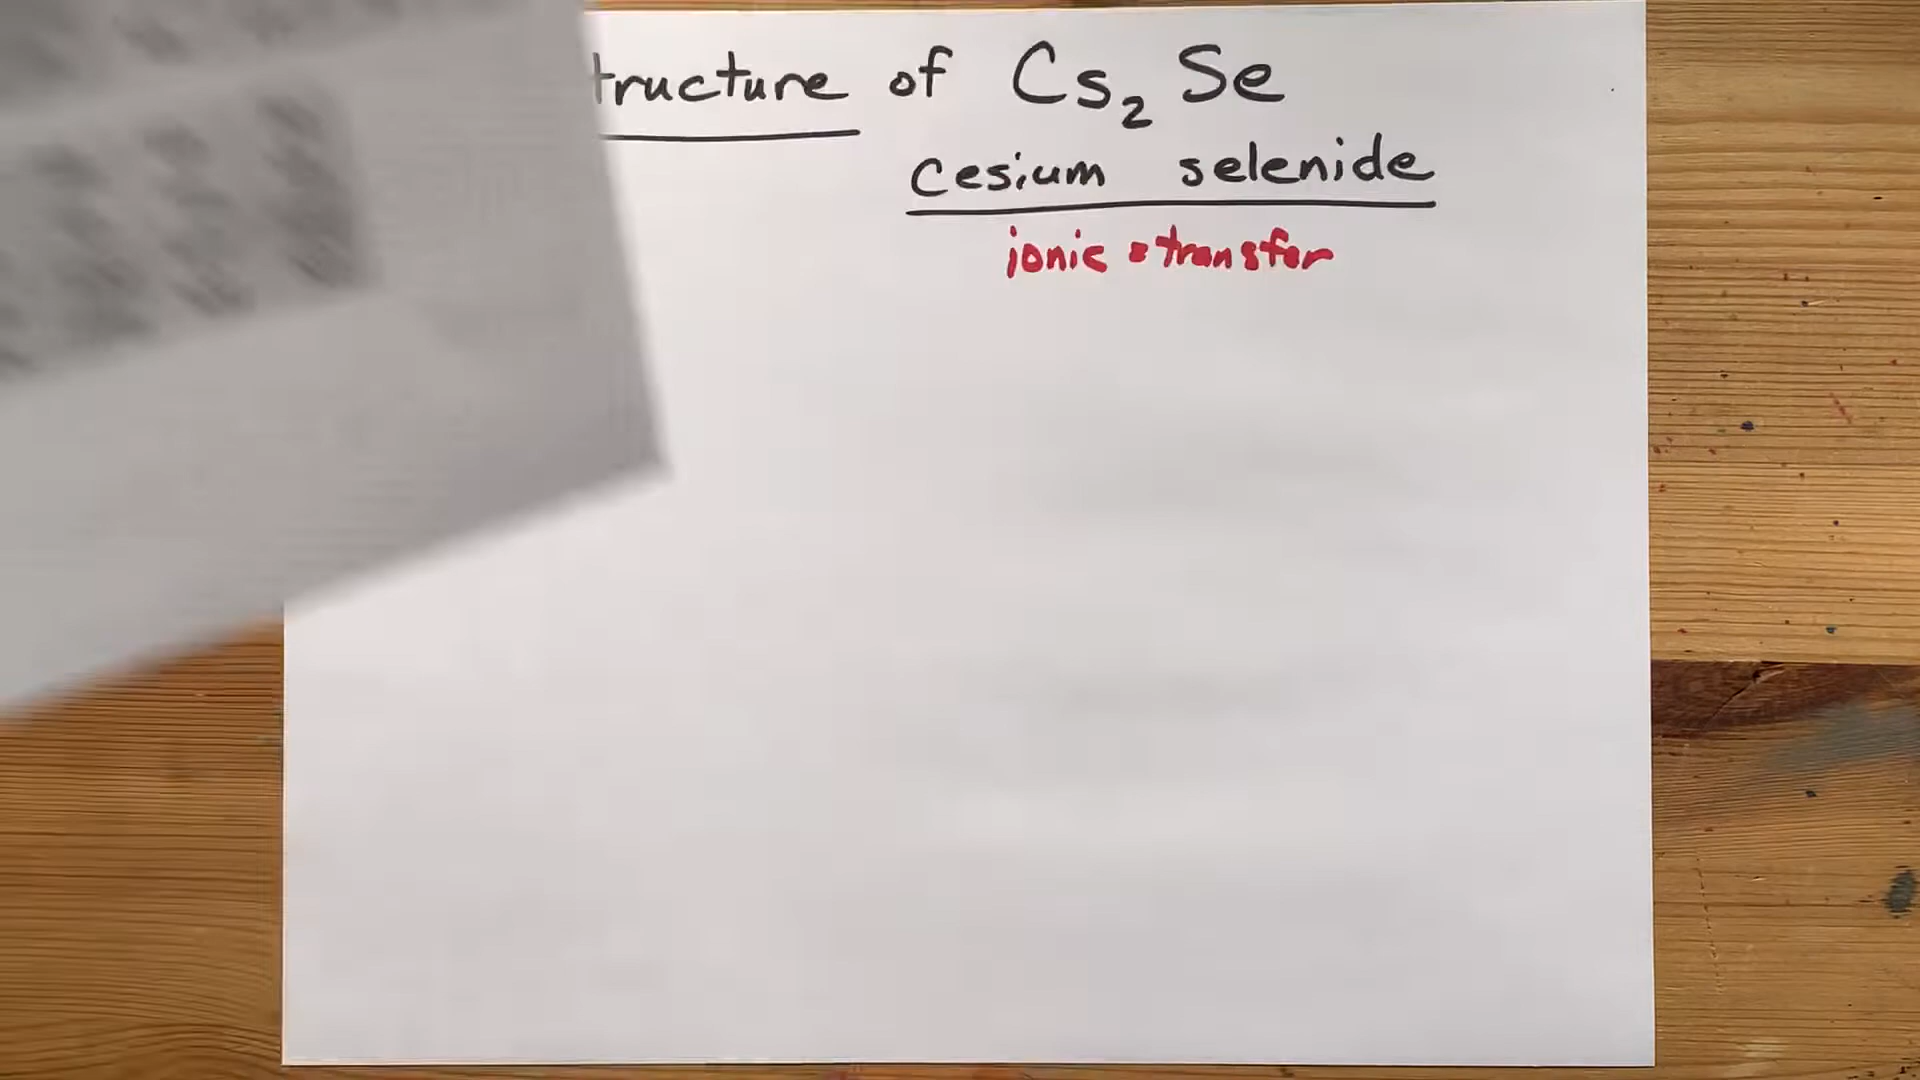 tructure of Cs₂ Se
cesium selenide
ionic = transfer